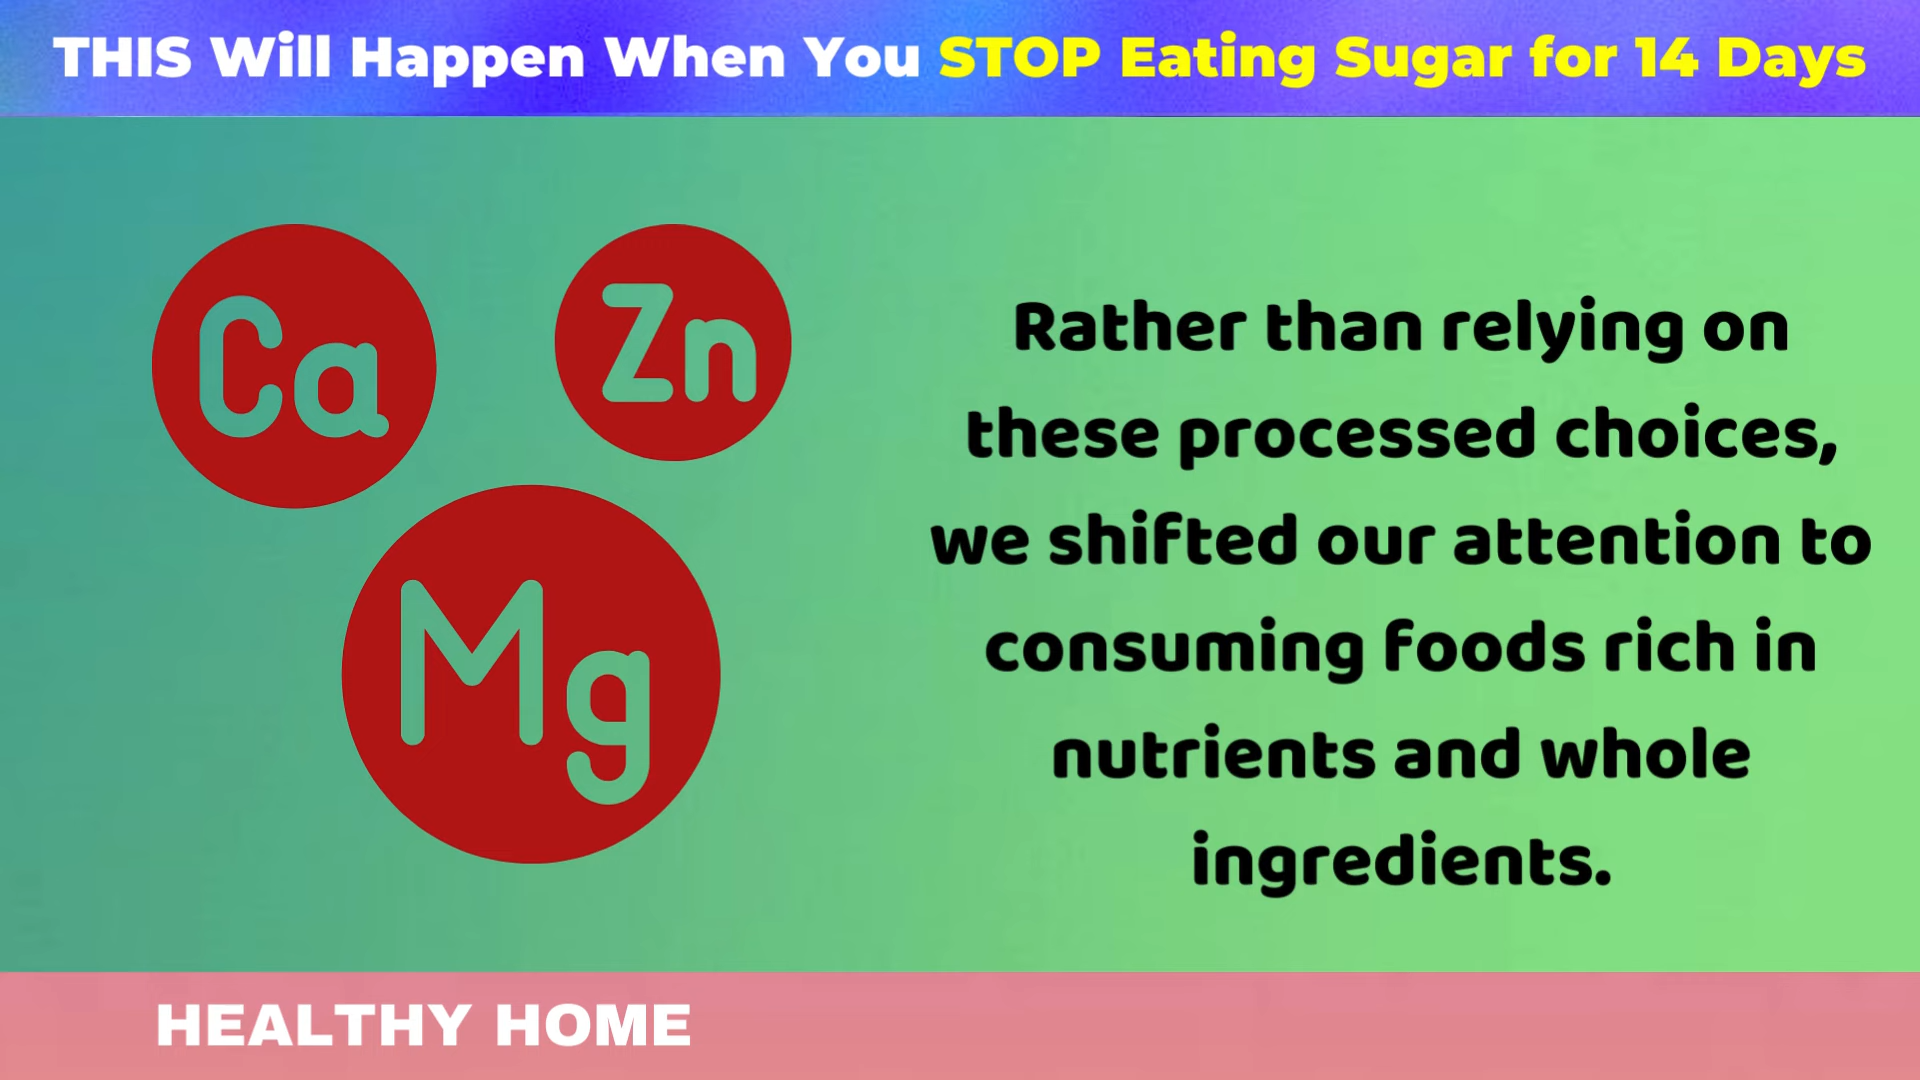 THIS Will Happen When You STOP Eating Sugar for 14 Days
Ca
Zn
Mg
Rather than relying on
these processed choices,
we shifted our attention to
consuming foods rich in
nutrients and whole
ingredients.
HEALTHY HOME